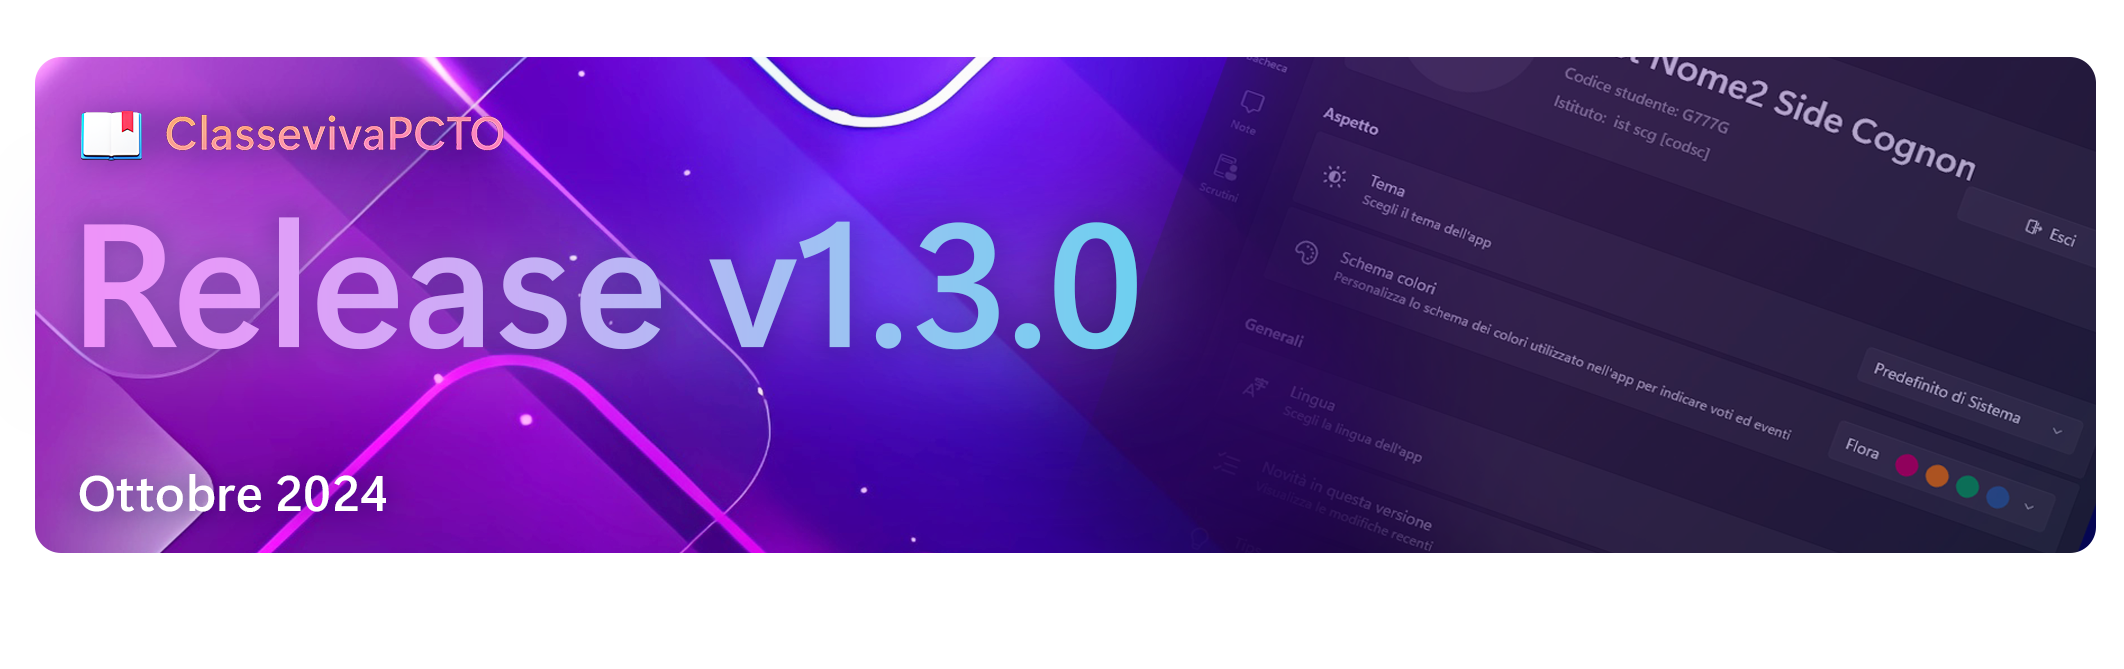 ClassevivaPCTO
Release v1.3.0
Ottobre 2024
Note
Scrutini
Nome2 Side Cognon
Codice studente: G777G
Istituto: ist scg [codsc]
Esci
Aspetto
Tema
Scegli il tema dell'app
Predefinito di Sistema
Schema colori
Personalizza lo schema dei colori utilizzato nell'app per indicare voti ed eventi
Flora
Generali
Lingua
Scegli la lingua dell'app
Novità in questa versione
Visualizza le modifiche recenti